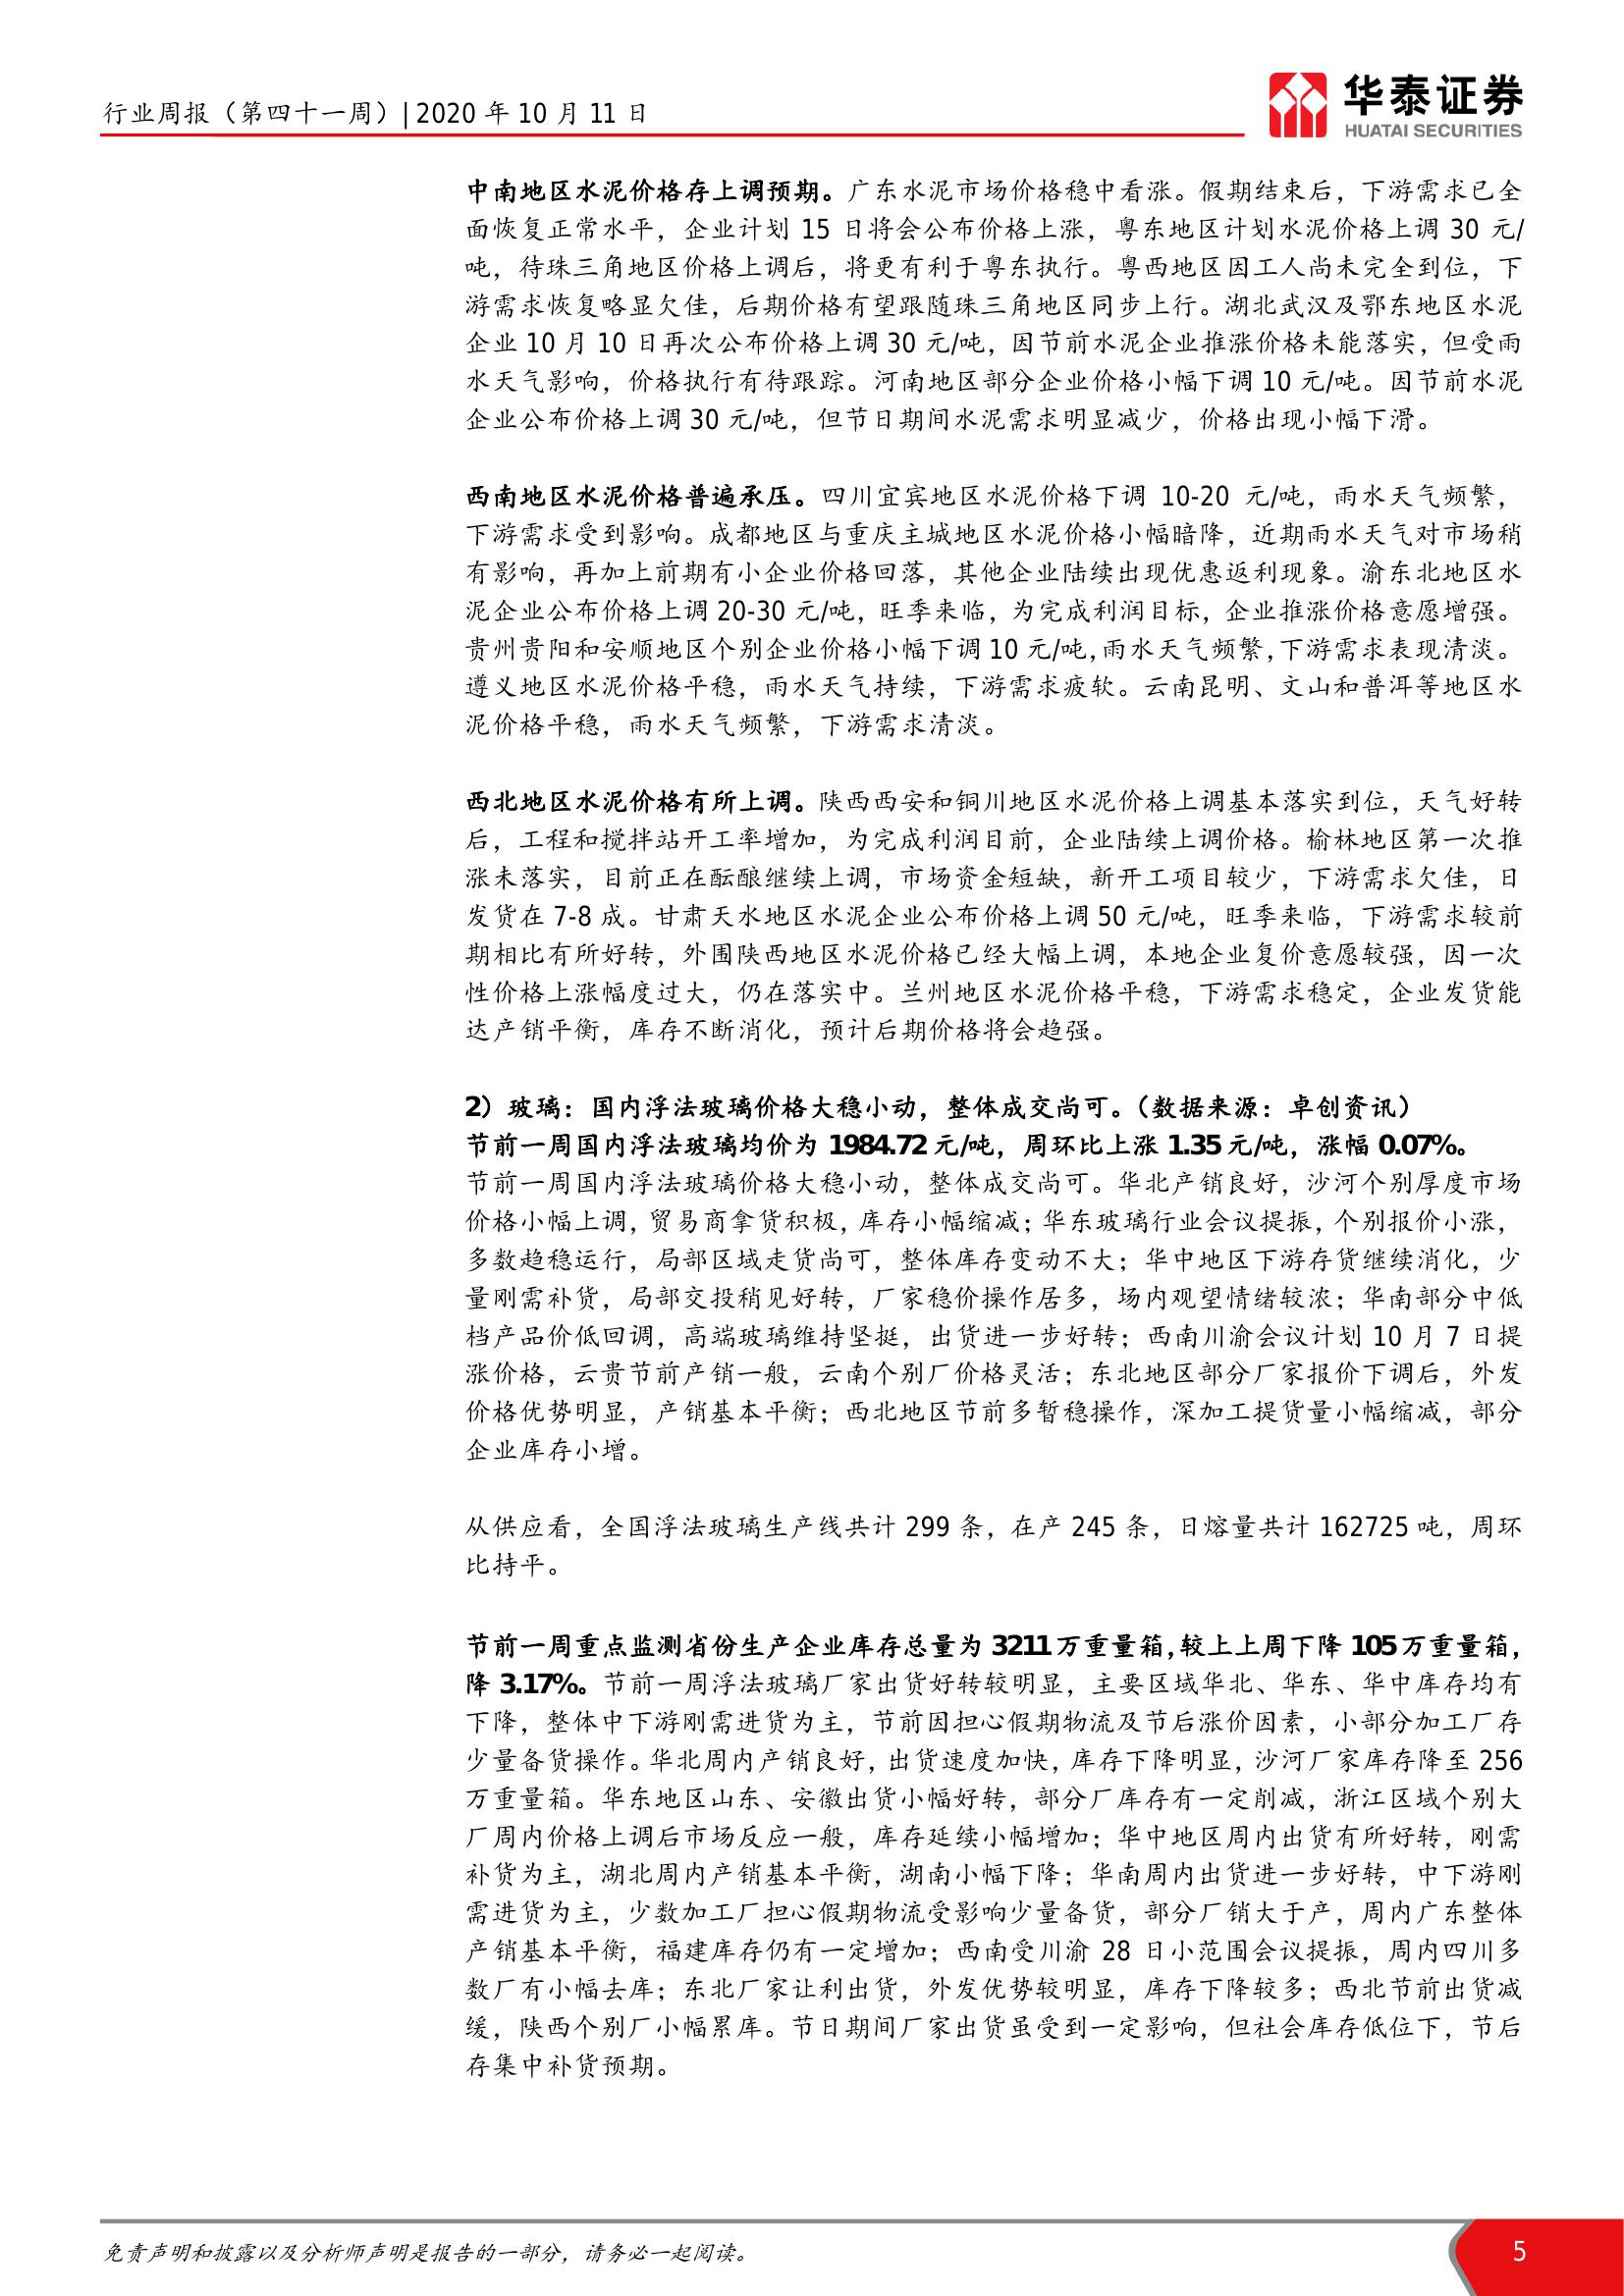 行业周报（第四十一周）| 2020 年 10 月 11 日
华泰证券
HUATAI SECURITIES
中南地区水泥价格存上调预期。广东水泥市场价格稳中看涨。假期结束后，下游需求已全
面恢复正常水平，企业计划 15 日将会公布价格上涨，粤东地区计划水泥价格上调 30 元/
吨，待珠三角地区价格上调后，将更有利于粤东执行。粤西地区因工人尚未完全到位，下
游需求恢复略显欠佳，后期价格有望跟随珠三角地区同步上行。湖北武汉及鄂东地区水泥
企业 10 月 10 日再次公布价格上调 30 元/吨，因节前水泥企业推涨价格未能落实，但受雨
水天气影响，价格执行有待跟踪。河南地区部分企业价格小幅下调 10 元/吨。因节前水泥
企业公布价格上调 30 元/吨，但节日期间水泥需求明显减少，价格出现小幅下滑。
西南地区水泥价格普遍承压。四川宜宾地区水泥价格下调 10-20 元/吨，雨水天气频繁，
下游需求受到影响。成都地区与重庆主城地区水泥价格小幅暗降，近期雨水天气对市场稍
有影响，再加上前期有小企业价格回落，其他企业陆续出现优惠返利现象。渝东北地区水
泥企业公布价格上调 20-30 元/吨，旺季来临，为完成利润目标，企业推涨价格意愿增强。
贵州贵阳和安顺地区个别企业价格小幅下调 10 元/吨，雨水天气频繁，下游需求表现清淡。
遵义地区水泥价格平稳，雨水天气持续，下游需求疲软。云南昆明、文山和普洱等地区水
泥价格平稳，雨水天气频繁，下游需求清淡。
西北地区水泥价格有所上调。陕西西安和铜川地区水泥价格上调基本落实到位，天气好转
后，工程和搅拌站开工率增加，为完成利润目前，企业陆续上调价格。榆林地区第一次推
涨未落实，目前正在酝酿继续上调，市场资金短缺，新开工项目较少，下游需求欠佳，日
发货在 7-8 成。甘肃天水地区水泥企业公布价格上调 50 元/吨，旺季来临，下游需求较前
期相比有所好转，外围陕西地区水泥价格已经大幅上调，本地企业复价意愿较强，因一次
性价格上涨幅度过大，仍在落实中。兰州地区水泥价格平稳，下游需求稳定，企业发货能
达产销平衡，库存不断消化，预计后期价格将会趋强。
2）玻璃：国内浮法玻璃价格大稳小动，整体成交尚可。（数据来源：卓创资讯）
节前一周国内浮法玻璃均价为 1984.72 元/吨，周环比上涨 1.35 元/吨，涨幅 0.07%。
节前一周国内浮法玻璃价格大稳小动，整体成交尚可。华北产销良好，沙河个别厚度市场
价格小幅上调，贸易商拿货积极，库存小幅缩减；华东玻璃行业会议提振，个别报价小涨，
多数趋稳运行，局部区域走货尚可，整体库存变动不大；华中地区下游存货继续消化，少
量刚需补货，局部交投稍见好转，厂家稳价操作居多，场内观望情绪较浓；华南部分中低
档产品价低回调，高端玻璃维持坚挺，出货进一步好转；西南川渝会议计划 10 月 7 日提
涨价格，云贵节前产销一般，云南个别厂价格灵活；东北地区部分厂家报价下调后，外发
价格优势明显，产销基本平衡；西北地区节前多暂稳操作，深加工提货量小幅缩减，部分
企业库存小增。
从供应看，全国浮法玻璃生产线共计 299 条，在产 245 条，日熔量共计 162725 吨，周环
比持平。
节前一周重点监测省份生产企业库存总量为 3211 万重量箱，较上上周下降 105 万重量箱，
降 3.17%。节前一周浮法玻璃厂家出货好转较明显，主要区域华北、华东、华中库存均有
下降，整体中下游刚需进货为主，节前因担心假期物流及节后涨价因素，小部分加工厂存
少量备货操作。华北周内产销良好，出货速度加快，库存下降明显，沙河厂家库存降至 256
万重量箱。华东地区山东、安徽出货小幅好转，部分厂库存有一定削减，浙江区域个别大
厂周内价格上调后市场反应一般，库存延续小幅增加；华中地区周内出货有所好转，刚需
补货为主，湖北周内产销基本平衡，湖南小幅下降；华南周内出货进一步好转，中下游刚
需进货为主，少数加工厂担心假期物流受影响少量备货，部分厂销大于产，周内广东整体
产销基本平衡，福建库存仍有一定增加；西南受川渝 28 日小范围会议提振，周内四川多
数厂有小幅去库；东北厂家让利出货，外发优势较明显，库存下降较多；西北节前出货减
缓，陕西个别厂小幅累库。节日期间厂家出货虽受到一定影响，但社会库存低位下，节后
存集中补货预期。
免责声明和披露以及分析师声明是报告的一部分，请务必一起阅读。
5